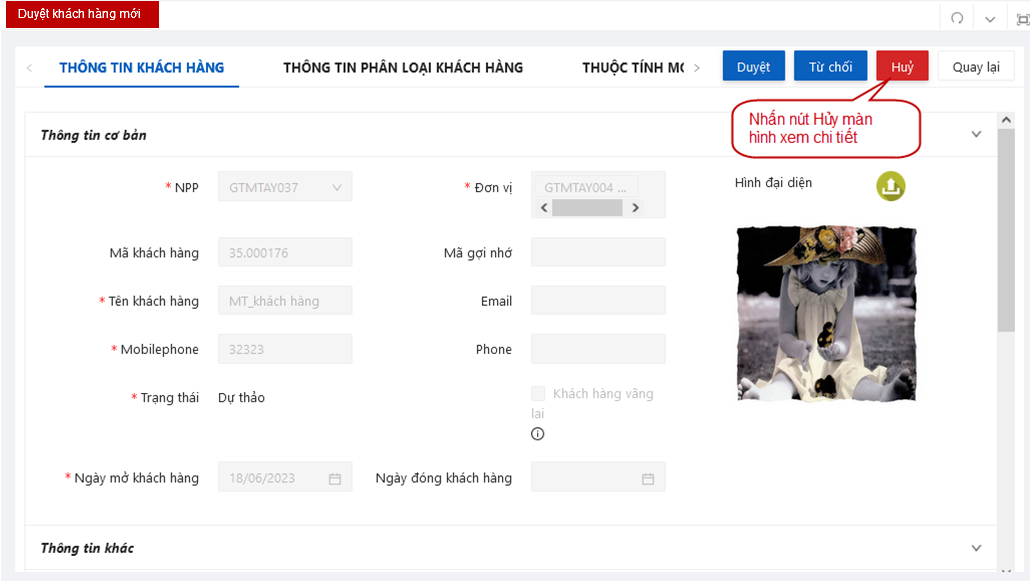 Duyệt khách hàng mới
THÔNG TIN KHÁCH HÀNG
THÔNG TIN PHÂN LOẠI KHÁCH HÀNG
THUỘC TÍNH MỞ
Duyệt
Từ chối
Huỷ
Quay lại
Nhấn nút Hủy màn
hình xem chi tiết
Thông tin cơ bản
* NPP
GTMTAY037
* Đơn vị
GTMTAY004 ...
Hình đại diện
Mã khách hàng
35.000176
Mã gợi nhớ
* Tên khách hàng
MT_khách hàng
Email
* Mobilephone
32323
Phone
* Trạng thái
Dự thảo
Khách hàng vãng
lai
* Ngày mở khách hàng
18/06/2023
Ngày đóng khách hàng
Thông tin khác